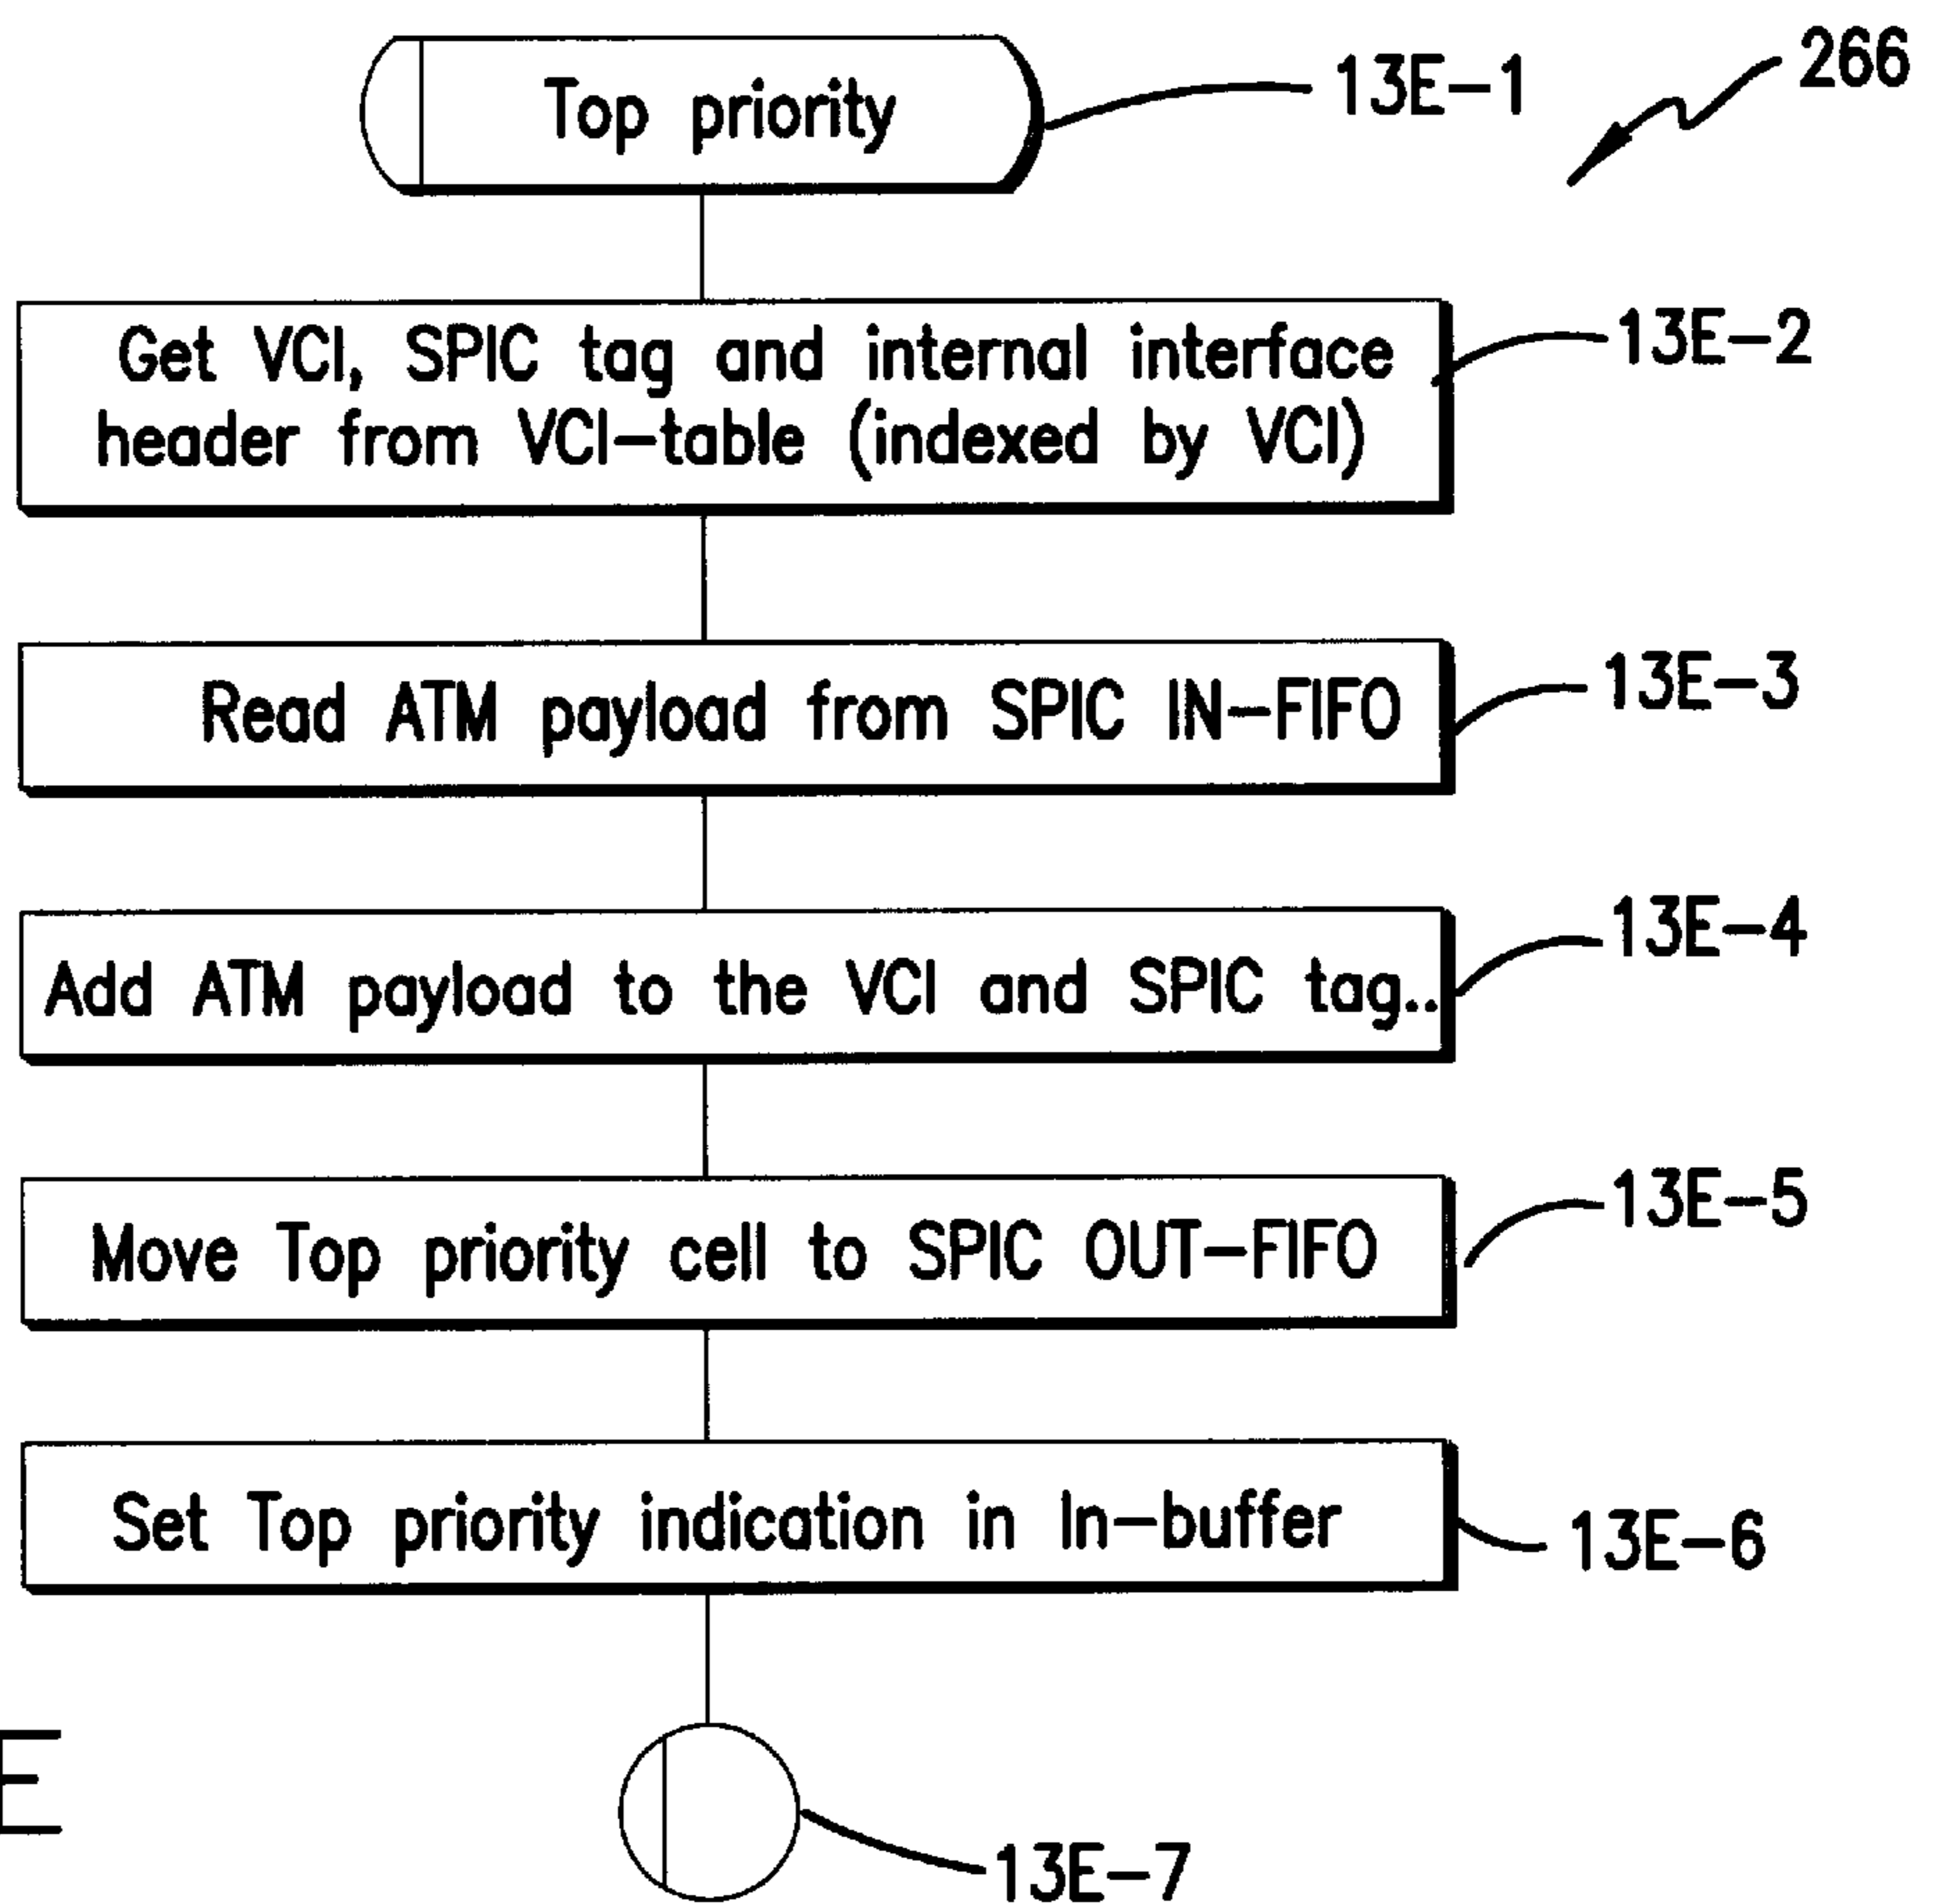 266
Top priority
13E-1
Get VCI, SPIC tag and internal interface
header from VCI-table (indexed by VCI)
13E-2
Read ATM payload from SPIC IN-FIFO
13E-3
Add ATM payload to the VCI and SPIC tag..
13E-4
Move Top priority cell to SPIC OUT-FIFO
13E-5
Set Top priority indication in In-buffer
13E-6
E
13E-7